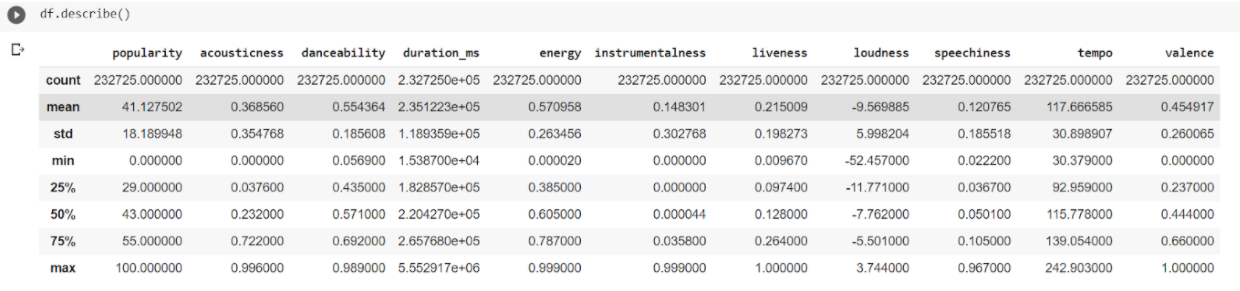 df.describe()
popularity acousticness danceability duration_ms energy instrumentalness liveness loudness speechiness tempo valence
count 232725.000000 232725.000000 232725.000000 2.327250e+05 232725.000000 232725.000000 232725.000000 232725.000000 232725.000000 232725.000000 232725.000000
mean 41.127502 0.368560 0.554364 2.351223e+05 0.570958 0.148301 0.215009 -9.569885 0.120765 117.666585 0.454917
std 18.189948 0.354768 0.185608 1.189359e+05 0.263456 0.302768 0.198273 5.998204 0.185518 30.898907 0.260065
min 0.000000 0.000000 0.056900 1.538700e+04 0.000020 0.000000 0.009670 -52.457000 0.022200 30.379000 0.000000
25% 29.000000 0.037600 0.435000 1.828570e+05 0.385000 0.000000 0.097400 -11.771000 0.036700 92.959000 0.237000
50% 43.000000 0.232000 0.571000 2.204270e+05 0.605000 0.000044 0.128000 -7.762000 0.050100 115.778000 0.444000
75% 55.000000 0.722000 0.692000 2.657680e+05 0.787000 0.035800 0.264000 -5.501000 0.105000 139.054000 0.660000
max 100.000000 0.996000 0.989000 5.552917e+06 0.999000 0.999000 1.000000 3.744000 0.967000 242.903000 1.000000